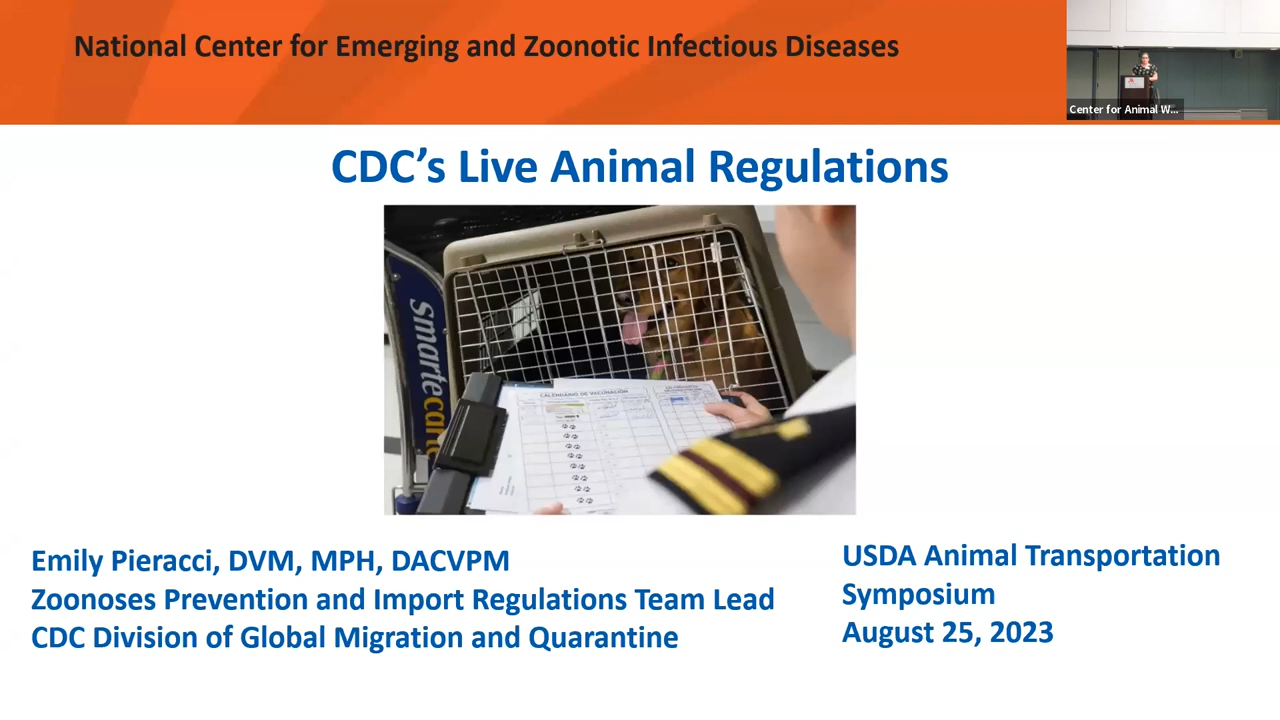 National Center for Emerging and Zoonotic Infectious Diseases
Center for Animal W...
CDC's Live Animal Regulations
Smartecarte
CALENDARIO DE VACUNACIÓN
Emily Pieracci, DVM, MPH, DACVPM
Zoonoses Prevention and Import Regulations Team Lead
CDC Division of Global Migration and Quarantine
USDA Animal Transportation
Symposium
August 25, 2023